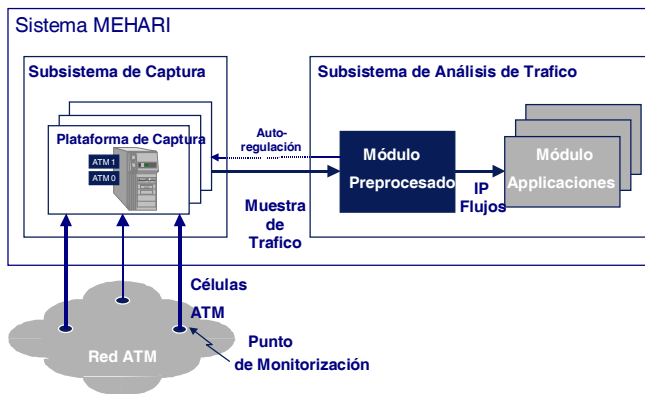 Sistema MEHARI
Subsistema de Captura
Subsistema de Análisis de Trafico
Plataforma de Captura
ATM 1
ATM 0
Auto-
regulación
Módulo
Preprocesado
Módulo
Applicaciones
IP
Flujos
Muestra
de
Trafico
Células
ATM
Red ATM
Punto
de Monitorización